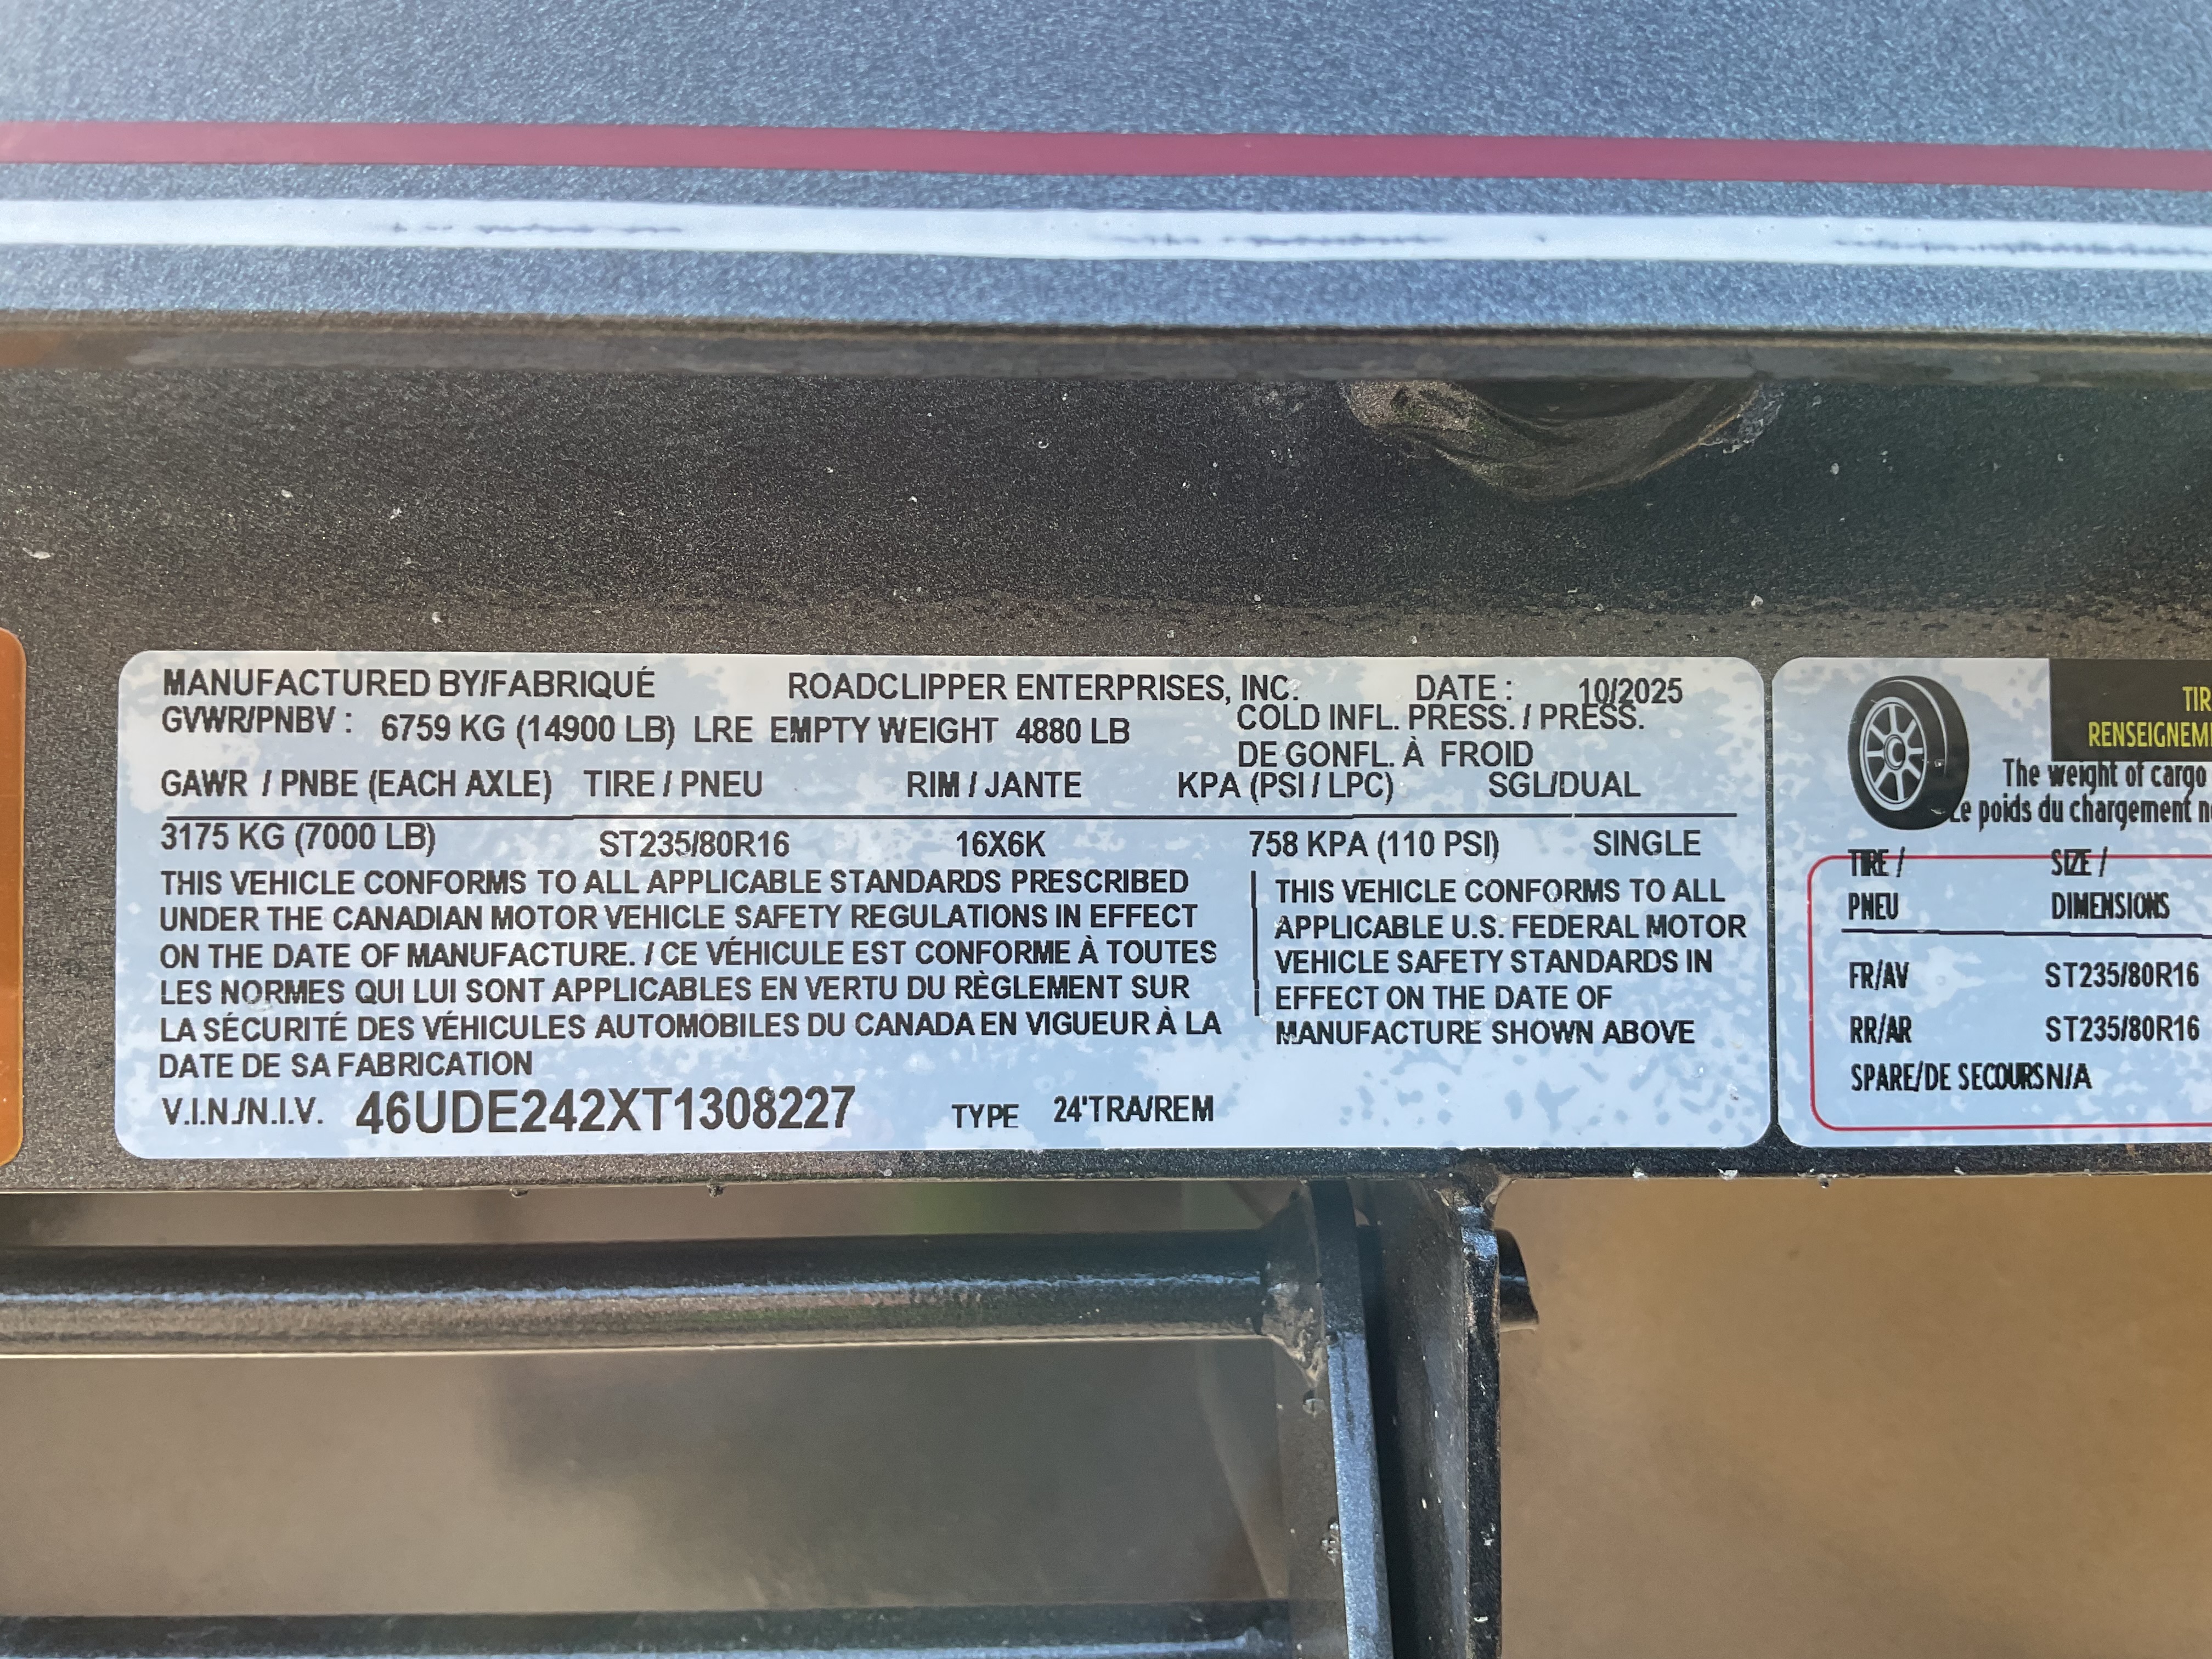 MANUFACTURED BY/FABRIQUÉ ROADCLIPPER ENTERPRISES, INC. DATE : 10/2025
GVWR/PNBV : 6759 KG (14900 LB) LRE EMPTY WEIGHT 4880 LB
COLD INFL. PRESS. / PRESS.
DE GONFL. À FROID
GAWR / PNBE (EACH AXLE) TIRE / PNEU RIM / JANTE KPA (PSI / LPC) SGL/DUAL
3175 KG (7000 LB) ST235/80R16 16X6K 758 KPA (110 PSI) SINGLE
THIS VEHICLE CONFORMS TO ALL APPLICABLE STANDARDS PRESCRIBED
UNDER THE CANADIAN MOTOR VEHICLE SAFETY REGULATIONS IN EFFECT
ON THE DATE OF MANUFACTURE. / CE VÉHICULE EST CONFORME À TOUTES
LES NORMES QUI LUI SONT APPLICABLES EN VERTU DU RÈGLEMENT SUR
LA SÉCURITÉ DES VÉHICULES AUTOMOBILES DU CANADA EN VIGUEUR À LA
DATE DE SA FABRICATION
THIS VEHICLE CONFORMS TO ALL
APPLICABLE U.S. FEDERAL MOTOR
VEHICLE SAFETY STANDARDS IN
EFFECT ON THE DATE OF
MANUFACTURE SHOWN ABOVE
V.I.N./N.I.V. 46UDE242XT1308227 TYPE 24'TRA/REM
TIR
RENSEIGNEM
The weight of cargo
Le poids du chargement n
TIRE / SIZE /
PNEU DIMENSIONS
FR/AV ST235/80R16
RR/AR ST235/80R16
SPARE/DE SECOURS N/A